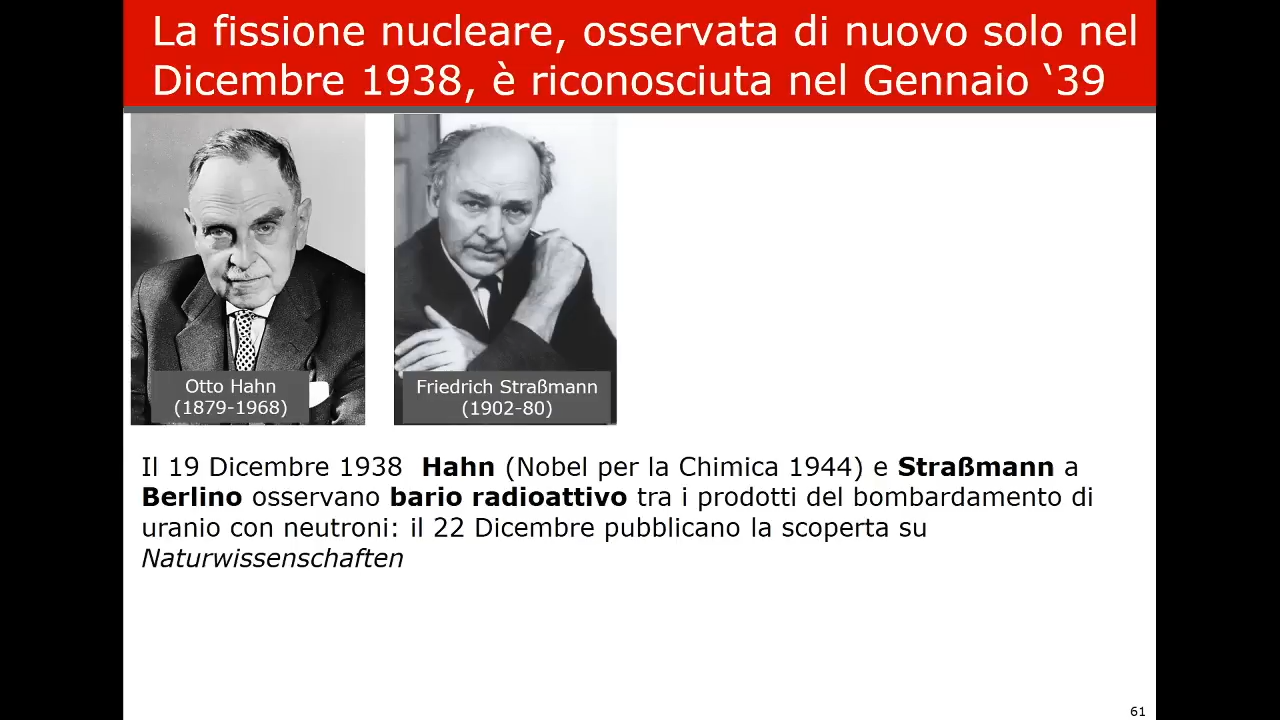 La fissione nucleare, osservata di nuovo solo nel
Dicembre 1938, è riconosciuta nel Gennaio ‘39
Otto Hahn
(1879-1968)
Friedrich Straßmann
(1902-80)
Il 19 Dicembre 1938  Hahn (Nobel per la Chimica 1944) e Straßmann a
Berlino osservano bario radioattivo tra i prodotti del bombardamento di
uranio con neutroni: il 22 Dicembre pubblicano la scoperta su
Naturwissenschaften
61